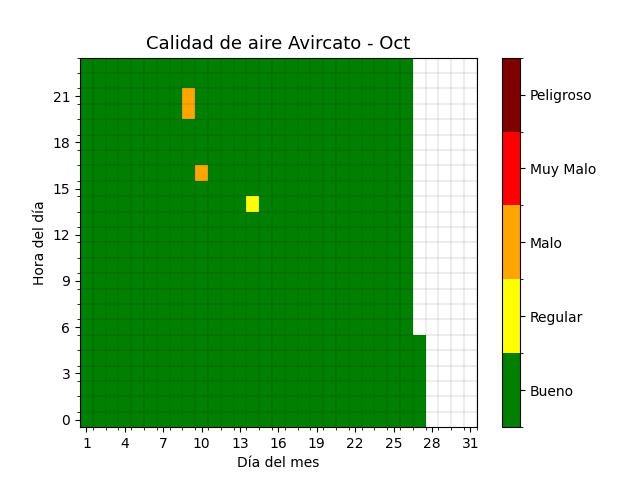 Calidad de aire Avircato - Oct
Hora del día
21
18
15
12
9
6
3
0
1 4 7 10 13 16 19 22 25 28 31
Día del mes
Peligroso
Muy Malo
Malo
Regular
Bueno